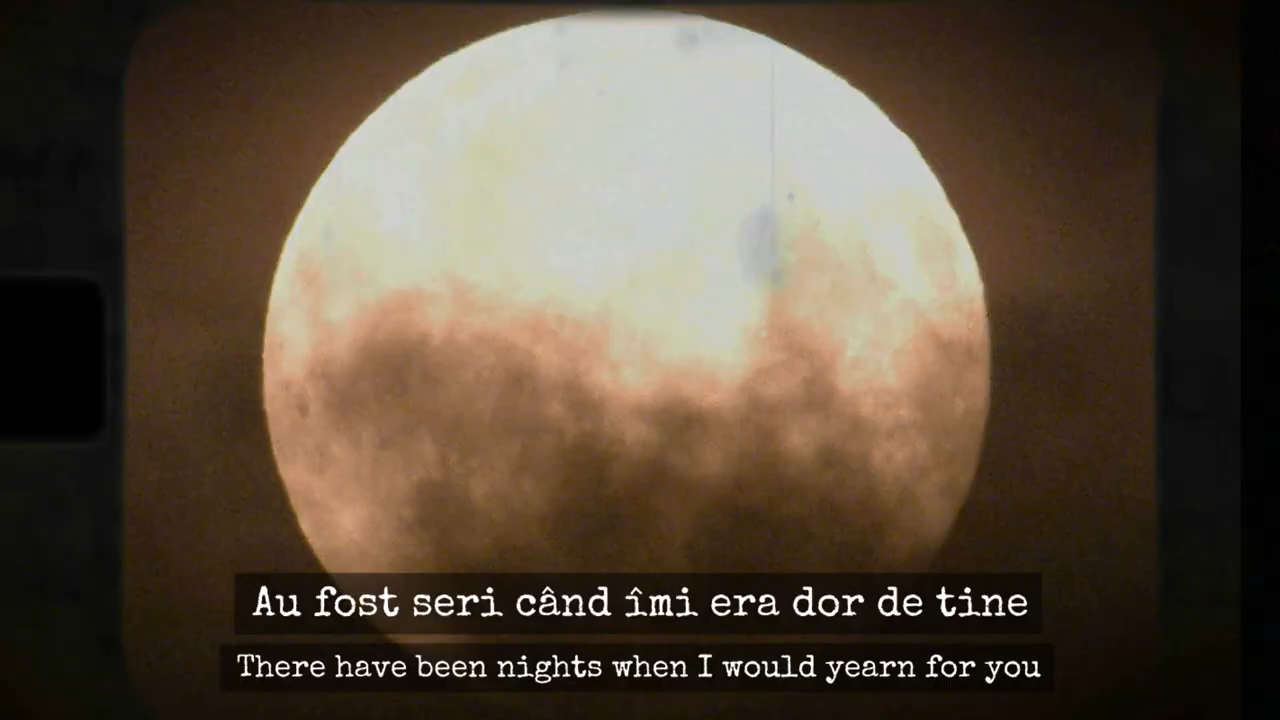 Au fost seri când îmi era dor de tine
There have been nights when I would yearn for you